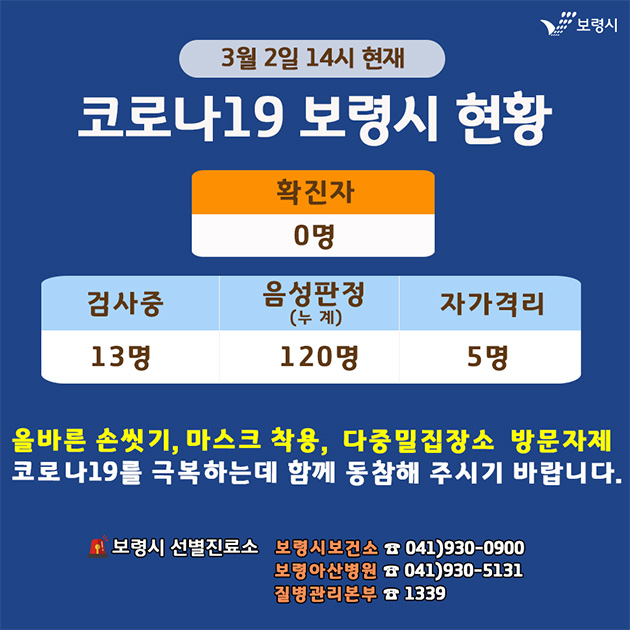 보령시
3월 2일 14시 현재
코로나19 보령시 현황
확진자
0명
검사중 음성판정 자가격리
(누 계)
13명 120명 5명
올바른 손씻기, 마스크 착용, 다중밀집장소 방문자제
코로나19를 극복하는데 함께 동참해 주시기 바랍니다.
보령시 선별진료소 보령시보건소 ☎ 041)930-0900
보령아산병원 ☎ 041)930-5131
질병관리본부 ☎ 1339